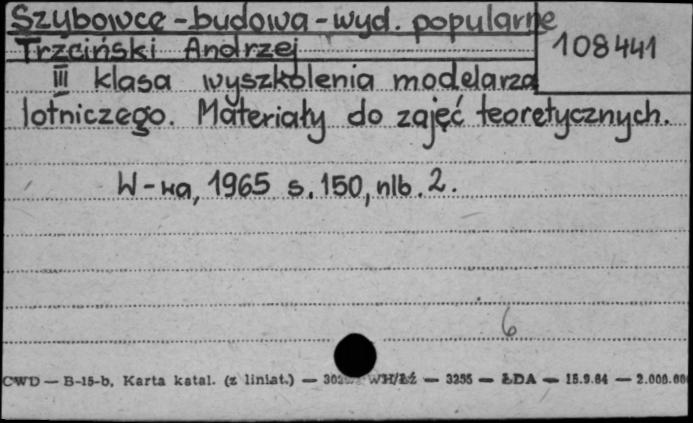 Szybowce - budowa - wyd. popularne
108441
Trzciński Andrzej
III klasa wyszkolenia modelarza
lotniczego. Materiały do zajęć teoretycznych.
W-wa, 1965 s. 150, nlb. 2.
6
CWD — B-15-b, Karta katal. (z liniat.) — WH/Łź — 3255 — ŁDA — 15.9.64 — 2.000.000